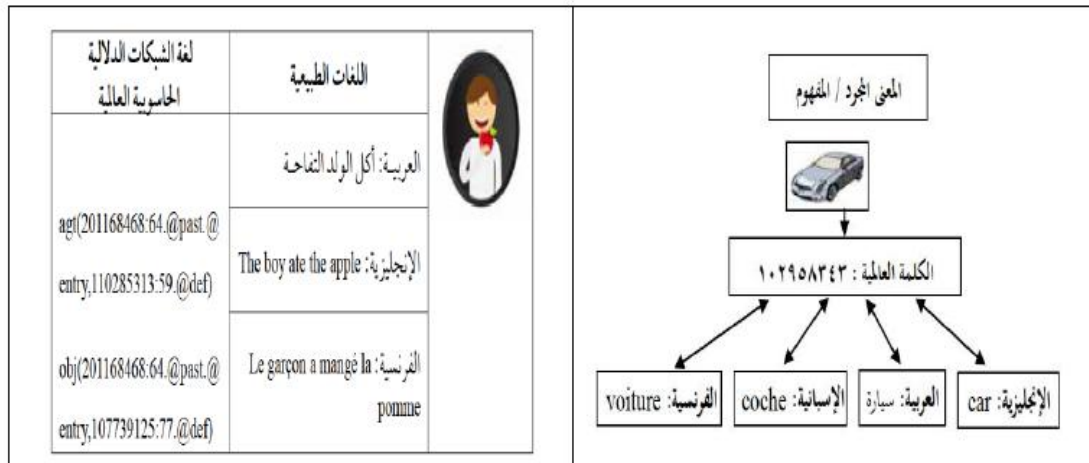 لغة الشبكات الدلالية
الحاسوبية العالمية
اللغات الطبيعية
العربية: أكل الولد التفاحة
الإنجليزية: The boy ate the apple
الفرنسية: Le garçon a mangé la
pomme
agt(201168468:64.@past.@
entry,110285313:59.@def)
obj(201168468:64.@past.@
entry,107739125:77.@def)
المعنى المجرد / المفهوم
الكلمة العالمية : ١٠٢٩٥٨٣٤٣
الإنجليزية: car
العربية: سيارة
الإسبانية: coche
الفرنسية: voiture